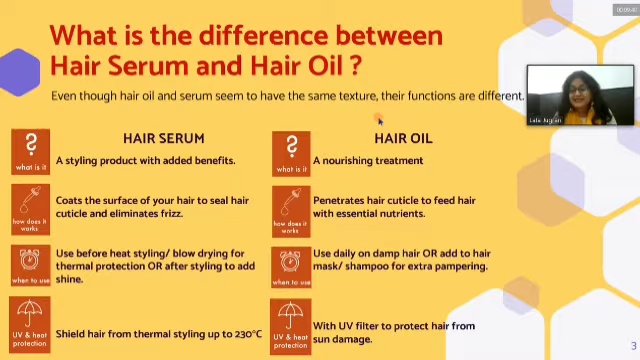 What is the difference between
Hair Serum and Hair Oil ?
Even though hair oil and serum seem to have the same texture, their functions are different.
HAIR SERUM
what is it
A styling product with added benefits.
how does it
works
Coats the surface of your hair to seal hair
cuticle and eliminates frizz.
when to use
Use before heat styling/ blow drying for
thermal protection OR after styling to add
shine.
UV & heat
protection
Shield hair from thermal styling up to 230°C
HAIR OIL
what is it
A nourishing treatment
how does it
works
Penetrates hair cuticle to feed hair
with essential nutrients.
when to use
Use daily on damp hair OR add to hair
mask/ shampoo for extra pampering.
UV & heat
protection
With UV filter to protect hair from
sun damage.
3